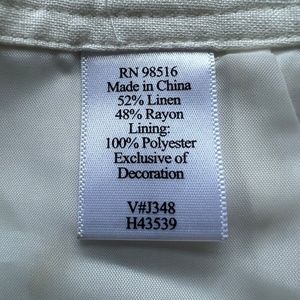 RN 98516
Made in China
52% Linen
48% Rayon
Lining:
100% Polyester
Exclusive of
Decoration
V#J348
H43539